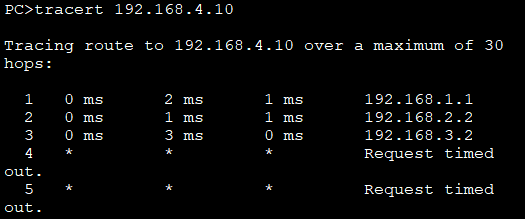 PC>tracert 192.168.4.10
Tracing route to 192.168.4.10 over a maximum of 30
hops:
1 0 ms 2 ms 1 ms 192.168.1.1
2 0 ms 1 ms 1 ms 192.168.2.2
3 0 ms 3 ms 0 ms 192.168.3.2
4 * * * Request timed
out.
5 * * * Request timed
out.